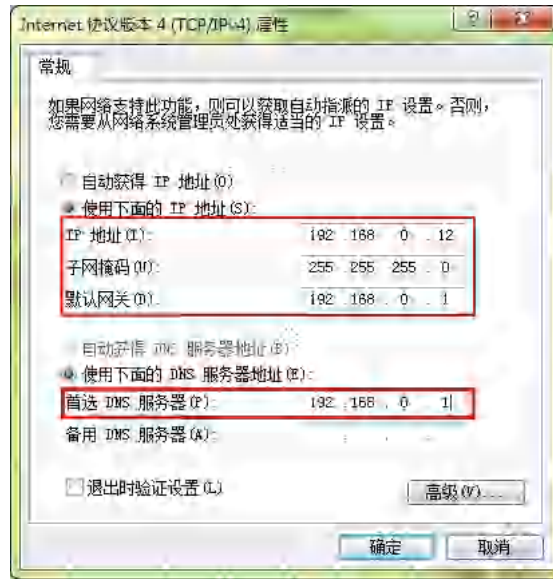 Internet 协议版本 4 (TCP/IPv4) 属性
常规
如果网络支持此功能，则可以获取自动指派的 IP 设置。否则，
您需要从网络系统管理员处获得适当的 IP 设置。
自动获得 IP 地址(O)
使用下面的 IP 地址(S):
IP 地址(I): 192 . 168 . 0 . 12
子网掩码(U): 255 . 255 . 255 . 0
默认网关(D): 192 . 168 . 0 . 1
自动获得 DNS 服务器地址(B)
使用下面的 DNS 服务器地址(E):
首选 DNS 服务器(P): 192 . 168 . 0 . 1
备用 DNS 服务器(A): . . .
退出时验证设置(L)
高级(V)...
确定 取消